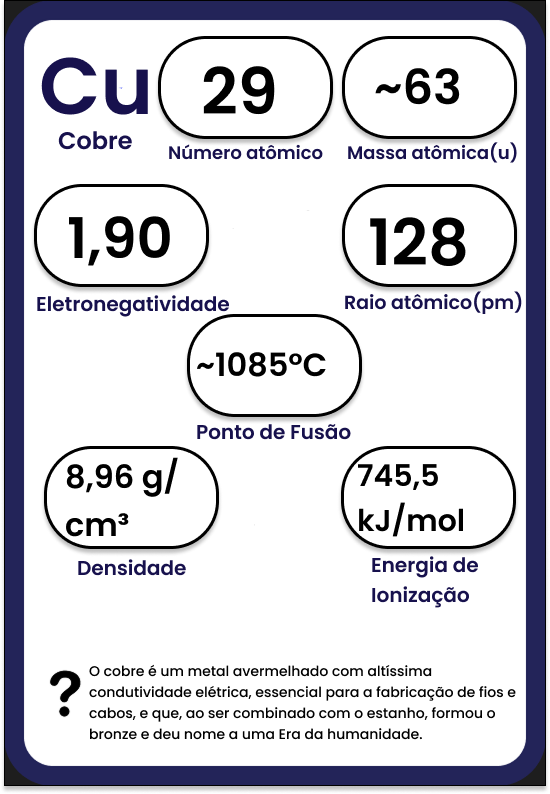 Cu
29
~63
Cobre
Número atômico
Massa atômica(u)
1,90
128
Eletronegatividade
Raio atômico(pm)
~1085°C
Ponto de Fusão
8,96 g/
cm³
745,5
kJ/mol
Densidade
Energia de
Ionização
?
O cobre é um metal avermelhado com altíssima
condutividade elétrica, essencial para a fabricação de fios e
cabos, e que, ao ser combinado com o estanho, formou o
bronze e deu nome a uma Era da humanidade.